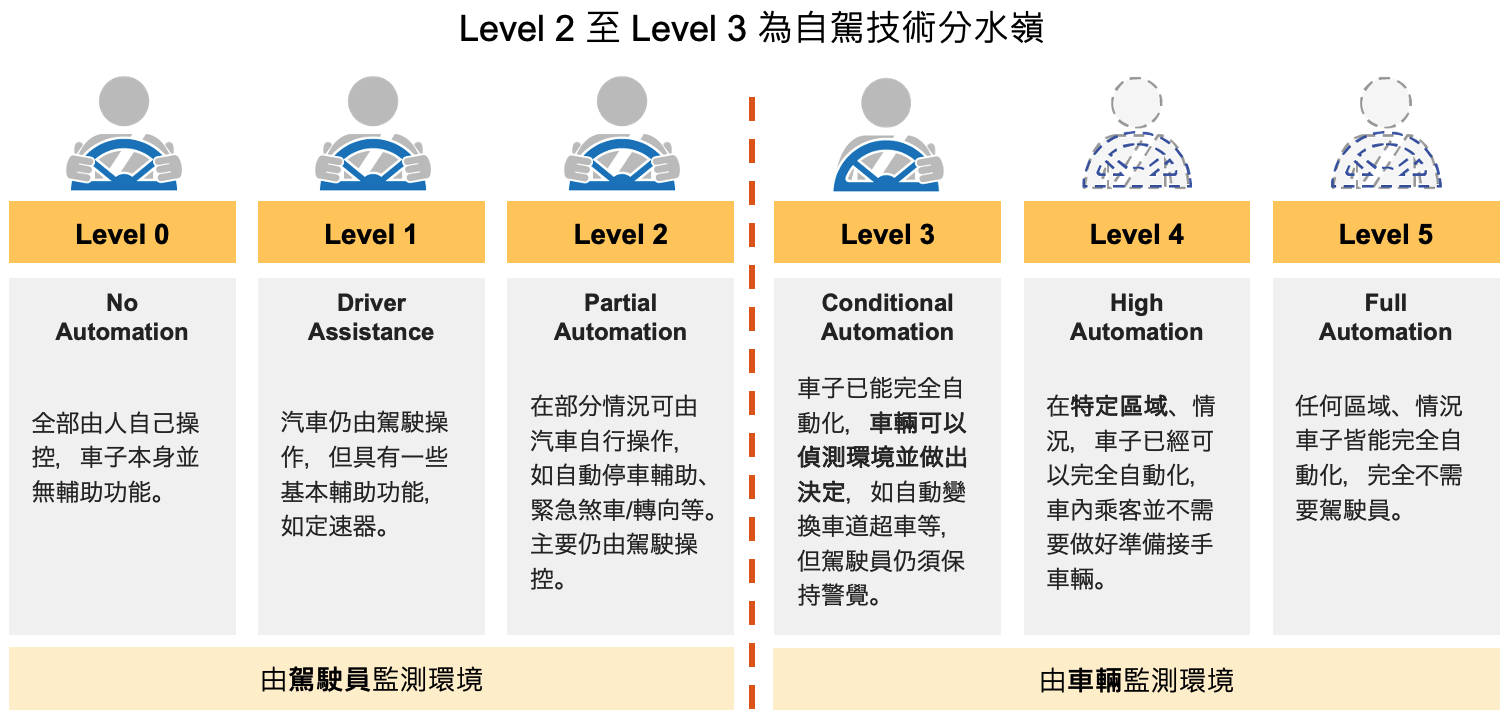 Level 2 至 Level 3 為自駕技術分水嶺
Level 0
No
Automation
全部由人自己操
控，車子本身並
無輔助功能。
Level 1
Driver
Assistance
汽車仍由駕駛操
作，但具有一些
基本輔助功能，
如定速器。
Level 2
Partial
Automation
在部分情況可由
汽車自行操作，
如自動停車輔助、
緊急煞車/轉向等。
主要仍由駕駛操
控。
由駕駛員監測環境
Level 3
Conditional
Automation
車子已能完全自
動化，車輛可以
偵測環境並做出
決定，如自動變
換車道超車等，
但駕駛員仍須保
持警覺。
Level 4
High
Automation
在特定區域、情
況，車子已經可
以完全自動化，
車內乘客並不需
要做好準備接手
車輛。
Level 5
Full
Automation
任何區域、情況
車子皆能完全自
動化，完全不需
要駕駛員。
由車輛監測環境